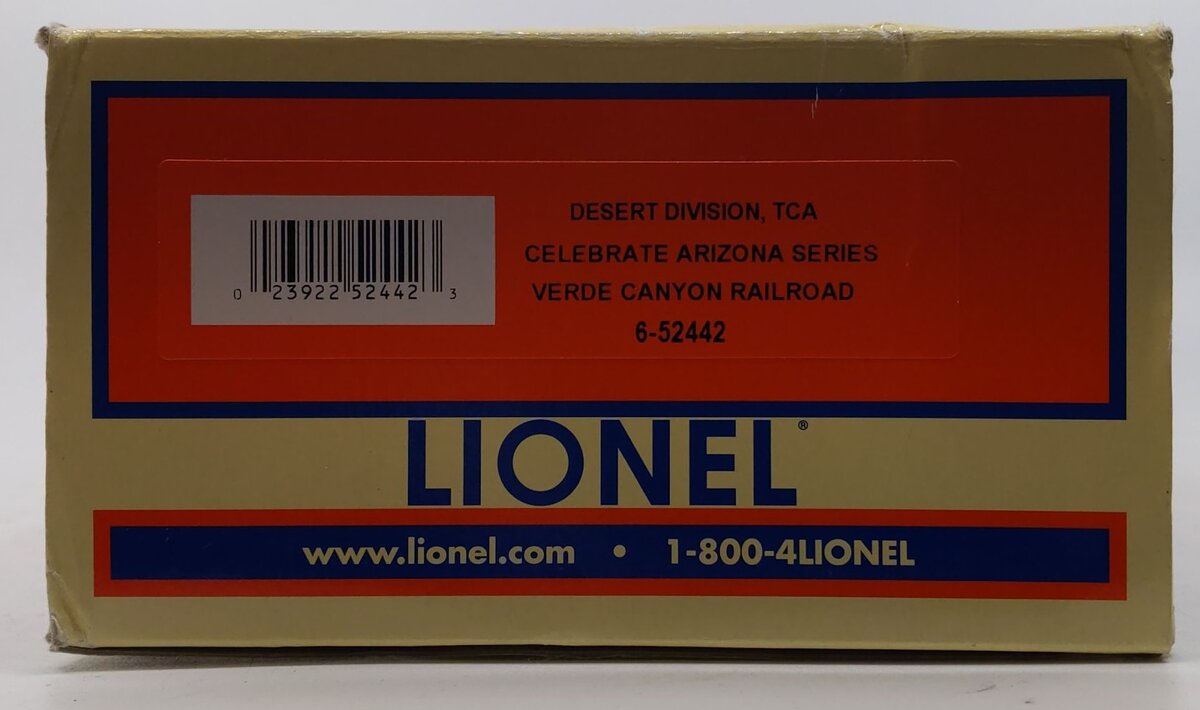 DESERT DIVISION, TCA
CELEBRATE ARIZONA SERIES
VERDE CANYON RAILROAD
6-52442
0 23922 52442 3
LIONEL®
www.lionel.com • 1-800-4LIONEL